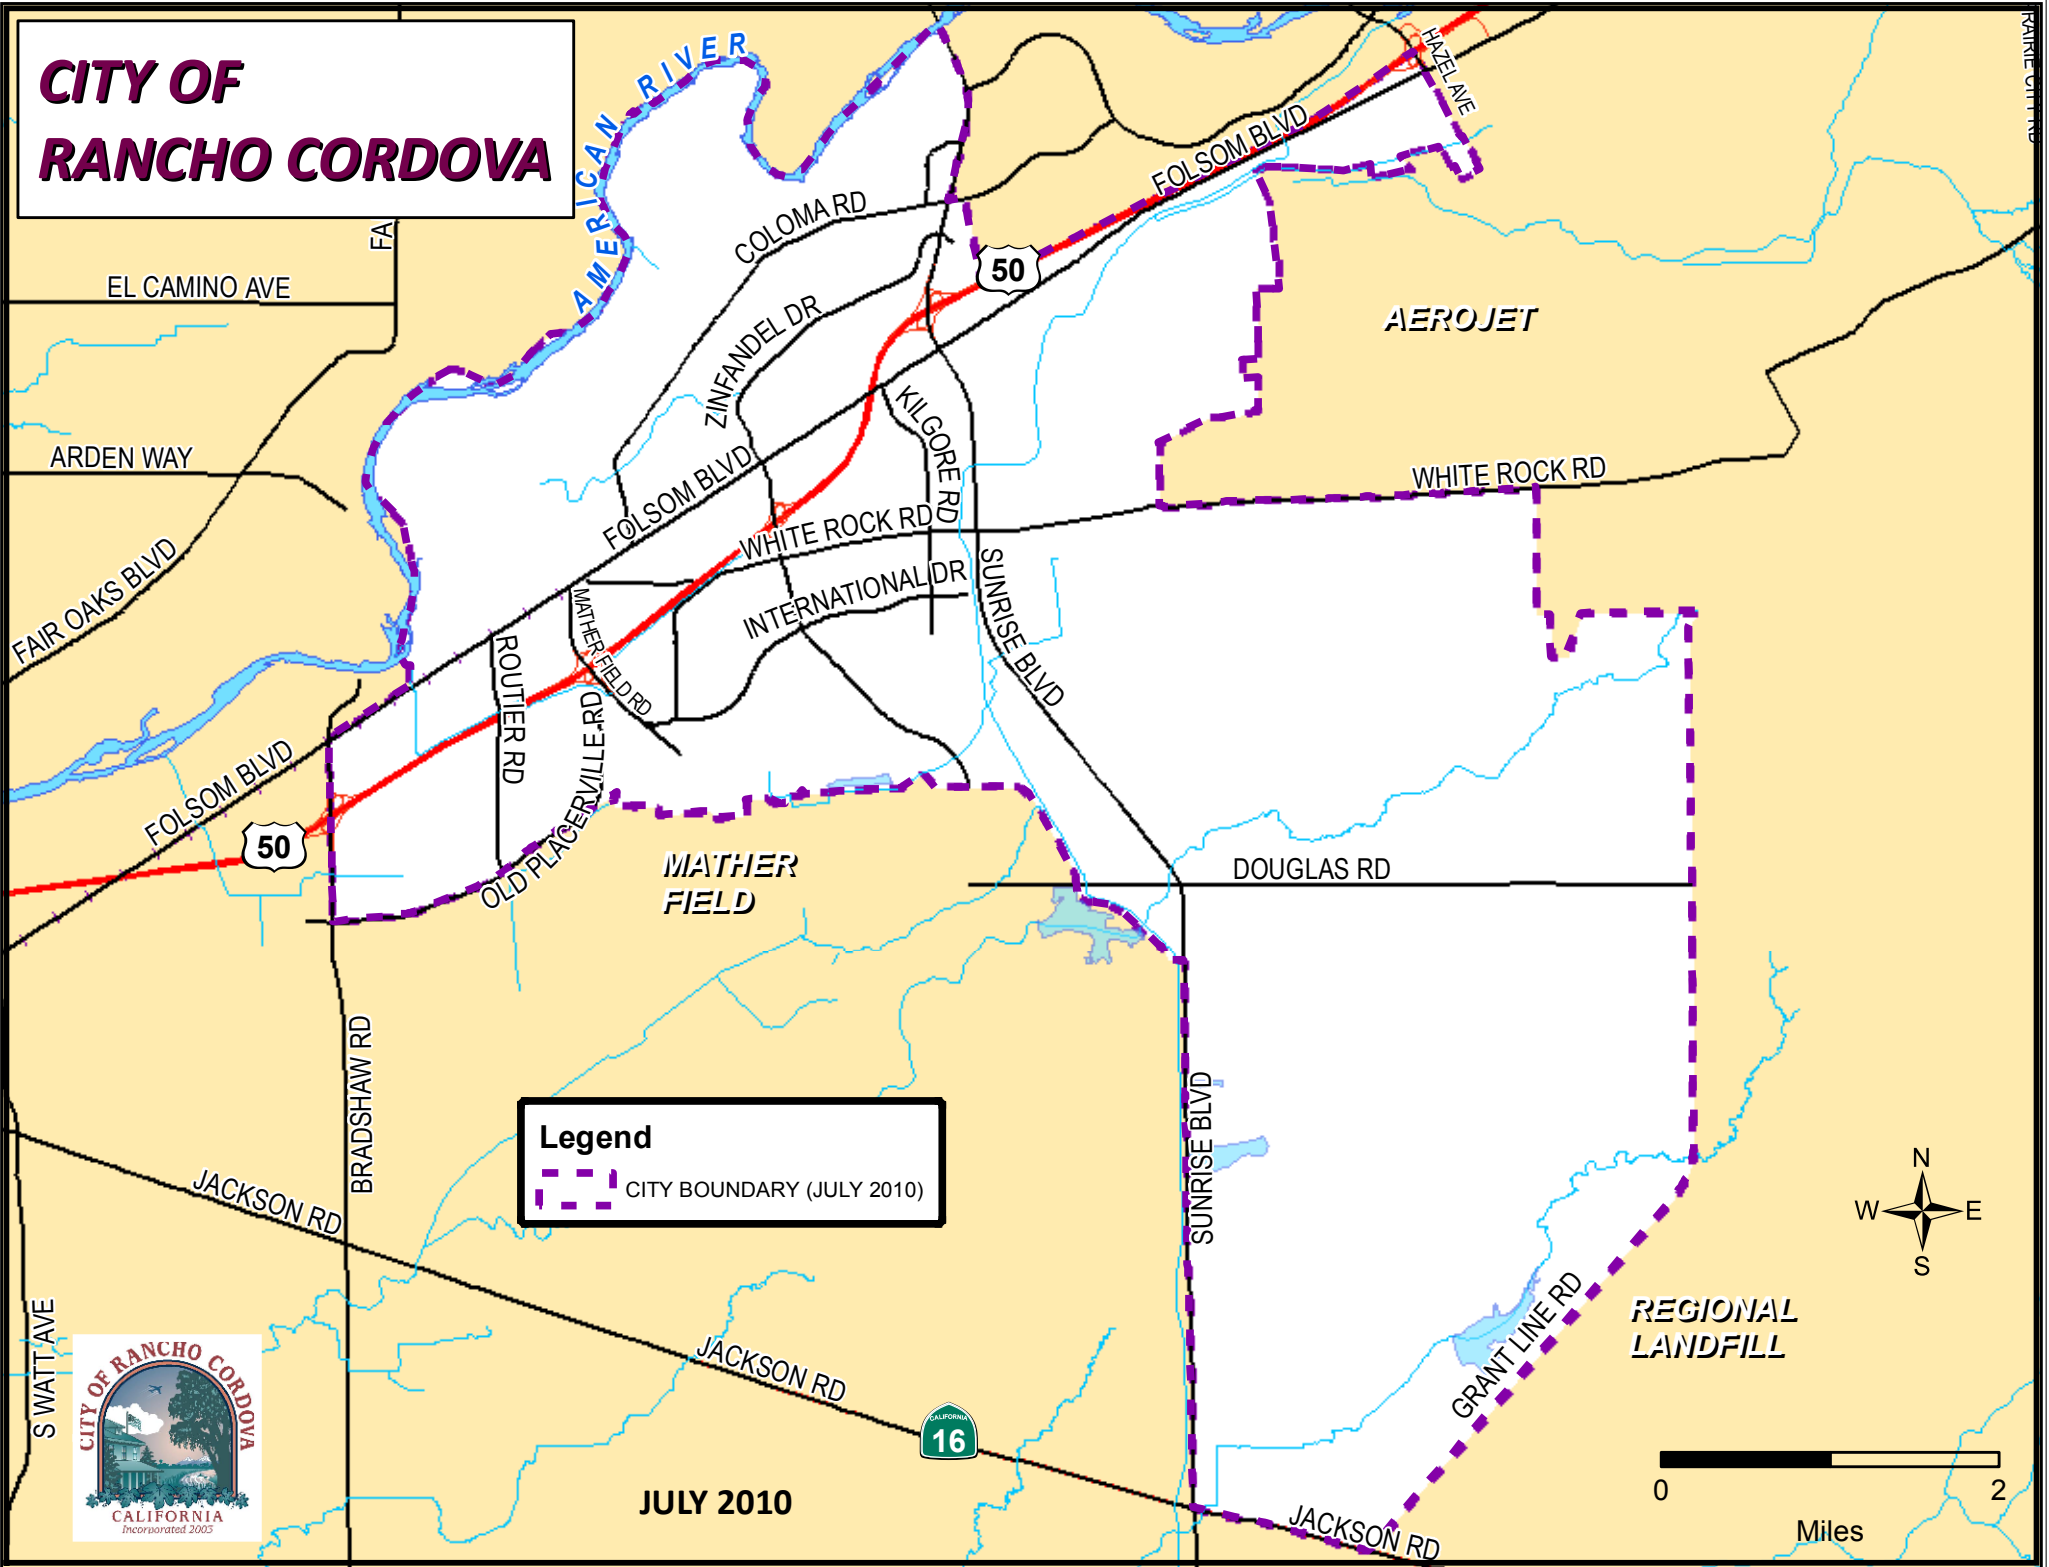 CITY OF
RANCHO CORDOVA
AMERICAN RIVER
HAZEL AVE
FOLSOM BLVD
COLOMA RD
FA
EL CAMINO AVE
50
ZINFANDEL DR
AEROJET
KILGORE RD
ARDEN WAY
FOLSOM BLVD
WHITE ROCK RD
WHITE ROCK RD
FAIR OAKS BLVD
INTERNATIONAL DR
SUNRISE BLVD
MATHER FIELD RD
ROUTIER RD
OLD PLACERVILLE RD
FOLSOM BLVD
50
MATHER
FIELD
DOUGLAS RD
BRADSHAW RD
SUNRISE BLVD
Legend
CITY BOUNDARY (JULY 2010)
JACKSON RD
N
W E
S
GRANT LINE RD
REGIONAL
LANDFILL
S WATT AVE
JACKSON RD
CALIFORNIA
16
CITY OF RANCHO CORDOVA
CALIFORNIA
Incorporated 2003
JULY 2010
JACKSON RD
0 2
Miles